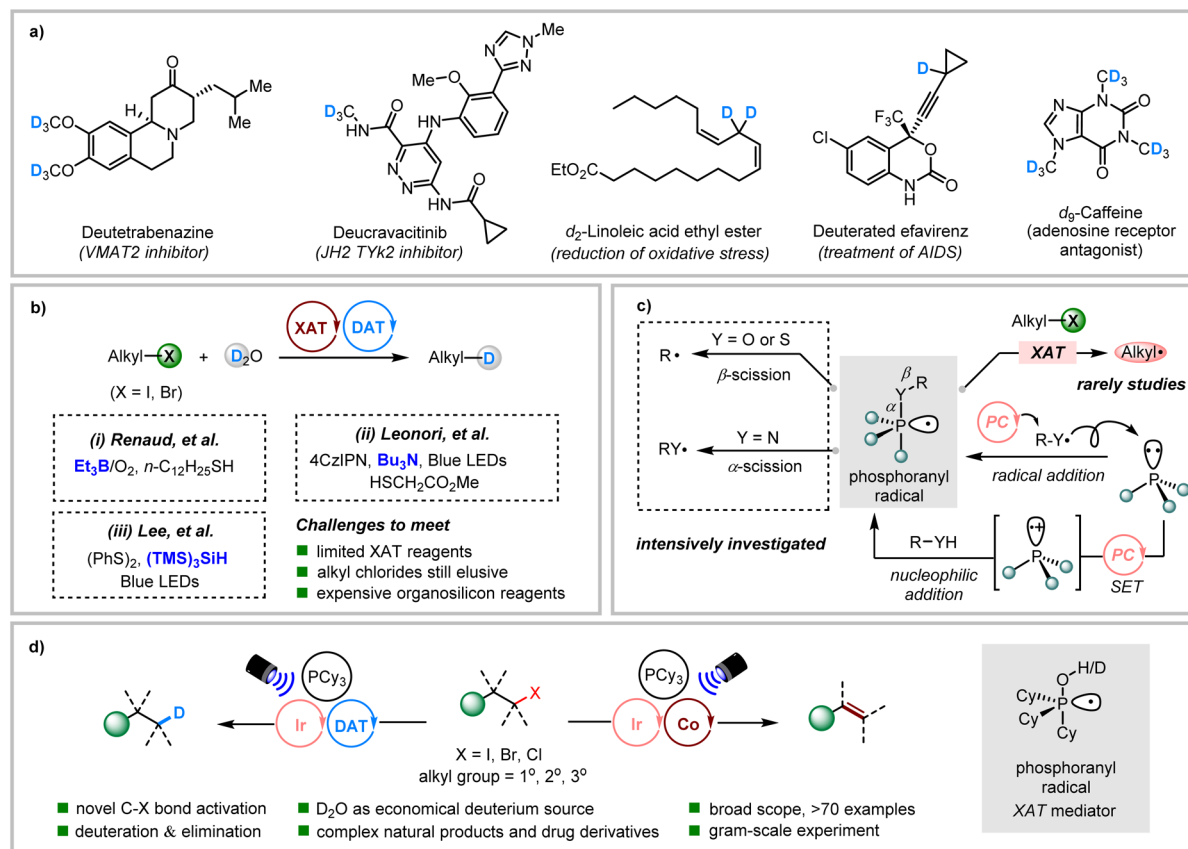 a)
D3CO
D3CO
O
H
N
Me
Me
Deutetrabenazine
(VMAT2 inhibitor)
D3C
HN
O
H
N
MeO
N
N
N
Me
N
N
NH
O
Deucravacitinib
(JH2 TYk2 inhibitor)
D D
EtO2C
d2-Linoleic acid ethyl ester
(reduction of oxidative stress)
D
F3C
Cl
O
N
H
O
Deuterated efavirenz
(treatment of AIDS)
CD3
N
N
O
N
N
CD3
D3C
O
d9-Caffeine
(adenosine receptor
antagonist)
b)
Alkyl X + D2O
XAT DAT
Alkyl D
(X = I, Br)
(i) Renaud, et al.
Et3B/O2, n-C12H25SH
(ii) Leonori, et al.
4CzIPN, Bu3N, Blue LEDs
HSCH2CO2Me
(iii) Lee, et al.
(PhS)2, (TMS)3SiH
Blue LEDs
Challenges to meet
limited XAT reagents
alkyl chlorides still elusive
expensive organosilicon reagents
c)
R•
Y = O or S
β-scission
RY•
Y = N
α-scission
intensively investigated
β
R
Y
α
P
phosphoranyl
radical
Alkyl X
XAT
Alkyl•
rarely studies
PC
R-Y•
radical addition
P
R-YH
nucleophilic
addition
P
PC
SET
d)
D
PCy3
Ir DAT
X
X = I, Br, Cl
alkyl group = 1º, 2º, 3º
PCy3
Ir Co
O H/D
Cy P
Cy
Cy
phosphoranyl
radical
XAT mediator
novel C-X bond activation
deuteration & elimination
D2O as economical deuterium source
complex natural products and drug derivatives
broad scope, >70 examples
gram-scale experiment